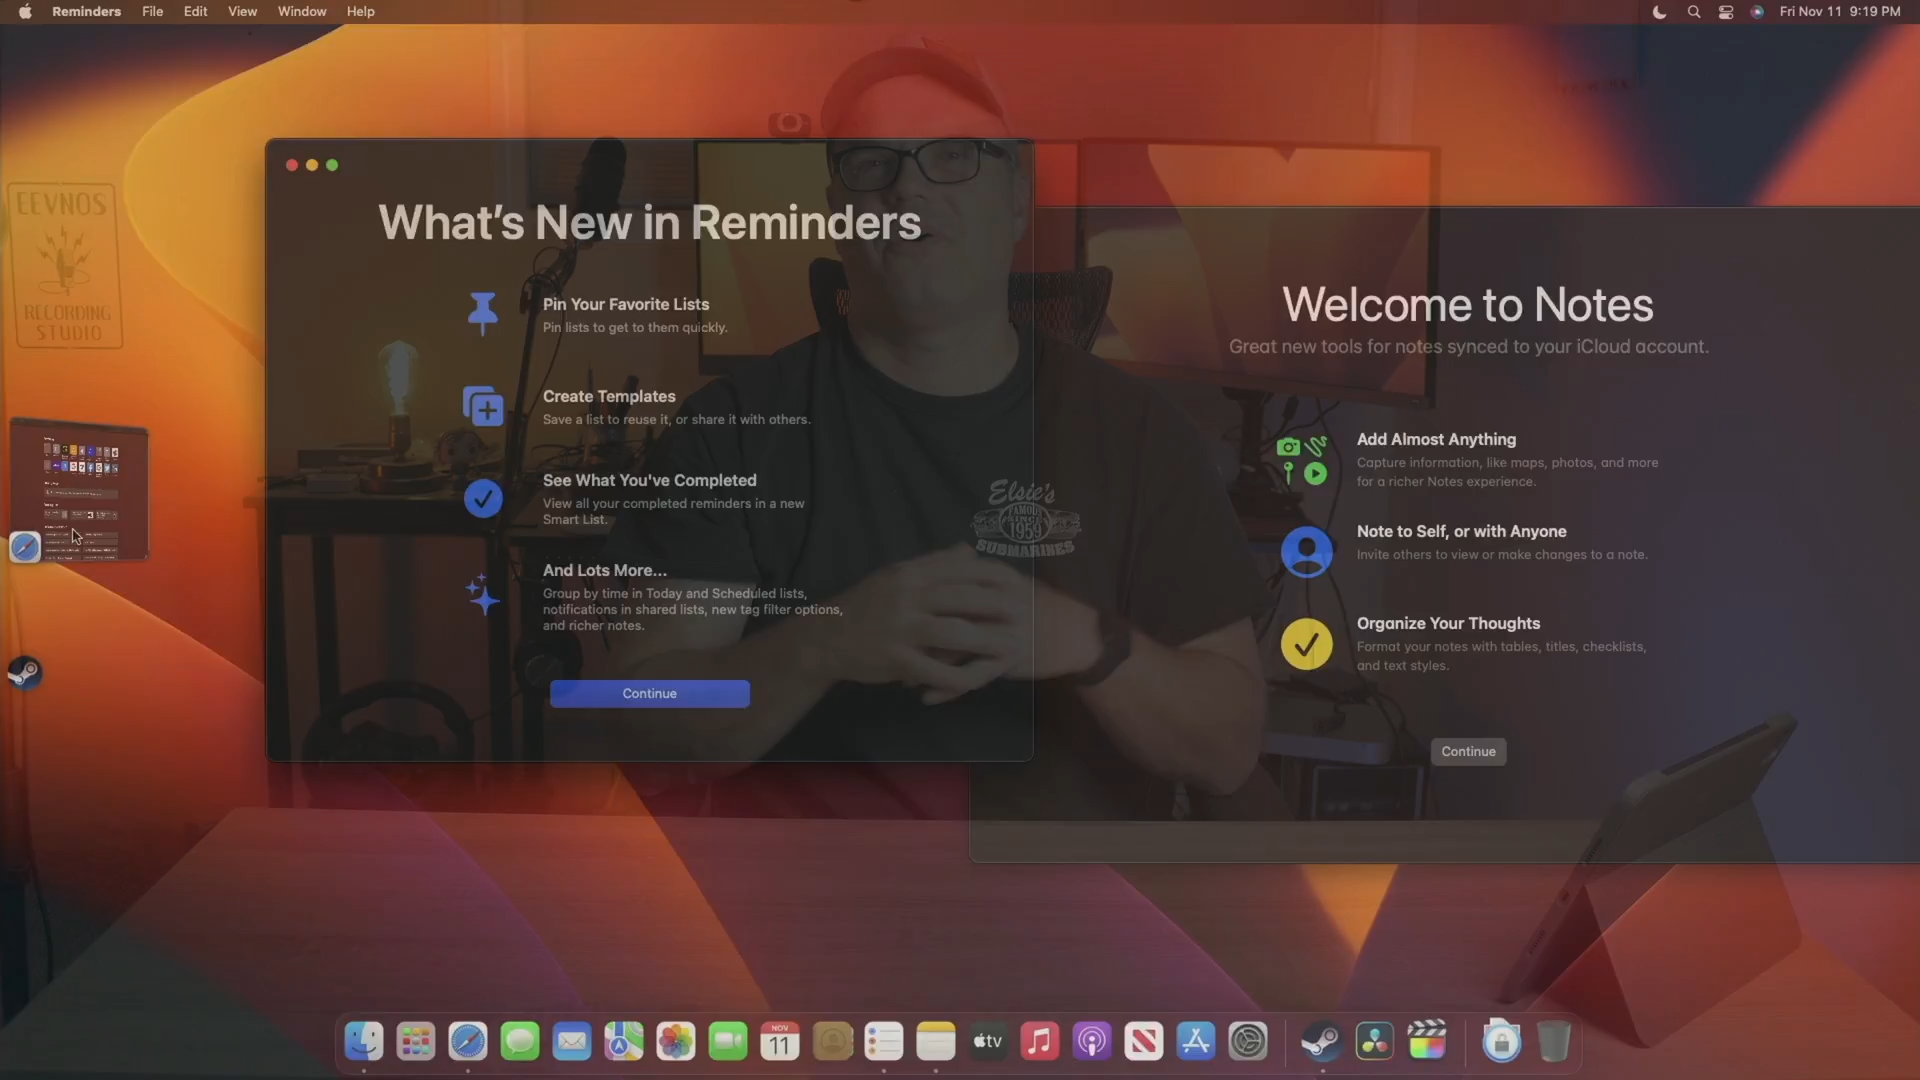 Reminders File Edit View Window Help
Fri Nov 11 9:19 PM
EEVNOS
RECORDING
STUDIO
What's New in Reminders
Pin Your Favorite Lists
Pin lists to get to them quickly.
Create Templates
Save a list to reuse it, or share it with others.
See What You've Completed
View all your completed reminders in a new
Smart List.
And Lots More...
Group by time in Today and Scheduled lists,
notifications in shared lists, new tag filter options,
and richer notes.
Continue
Elsie's
FAMOUS
SINCE
1959
SUBMARINES
Welcome to Notes
Great new tools for notes synced to your iCloud account.
Add Almost Anything
Capture information, like maps, photos, and more
for a richer Notes experience.
Note to Self, or with Anyone
Invite others to view or make changes to a note.
Organize Your Thoughts
Format your notes with tables, titles, checklists,
and text styles.
Continue
NOV
11
tv